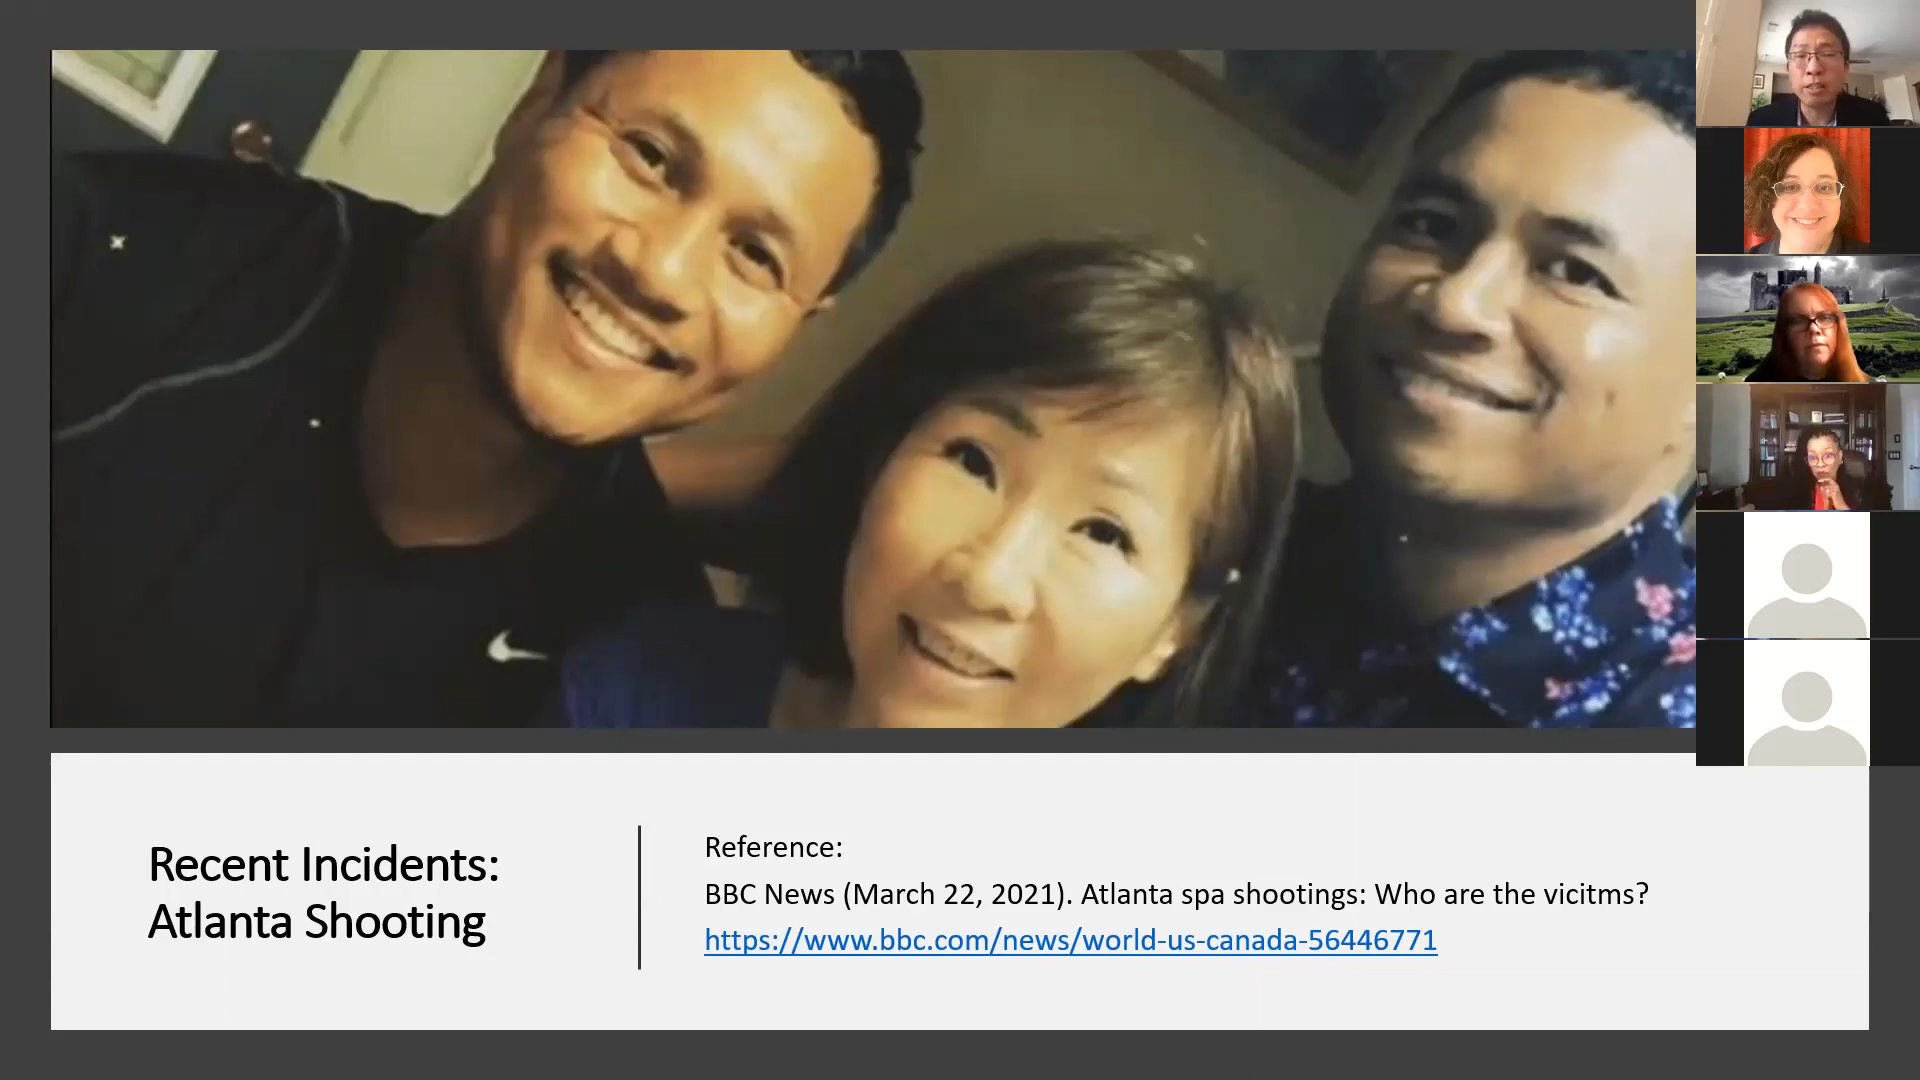 Recent Incidents:
Atlanta Shooting
Reference:
BBC News (March 22, 2021). Atlanta spa shootings: Who are the vicitms?
https://www.bbc.com/news/world-us-canada-56446771